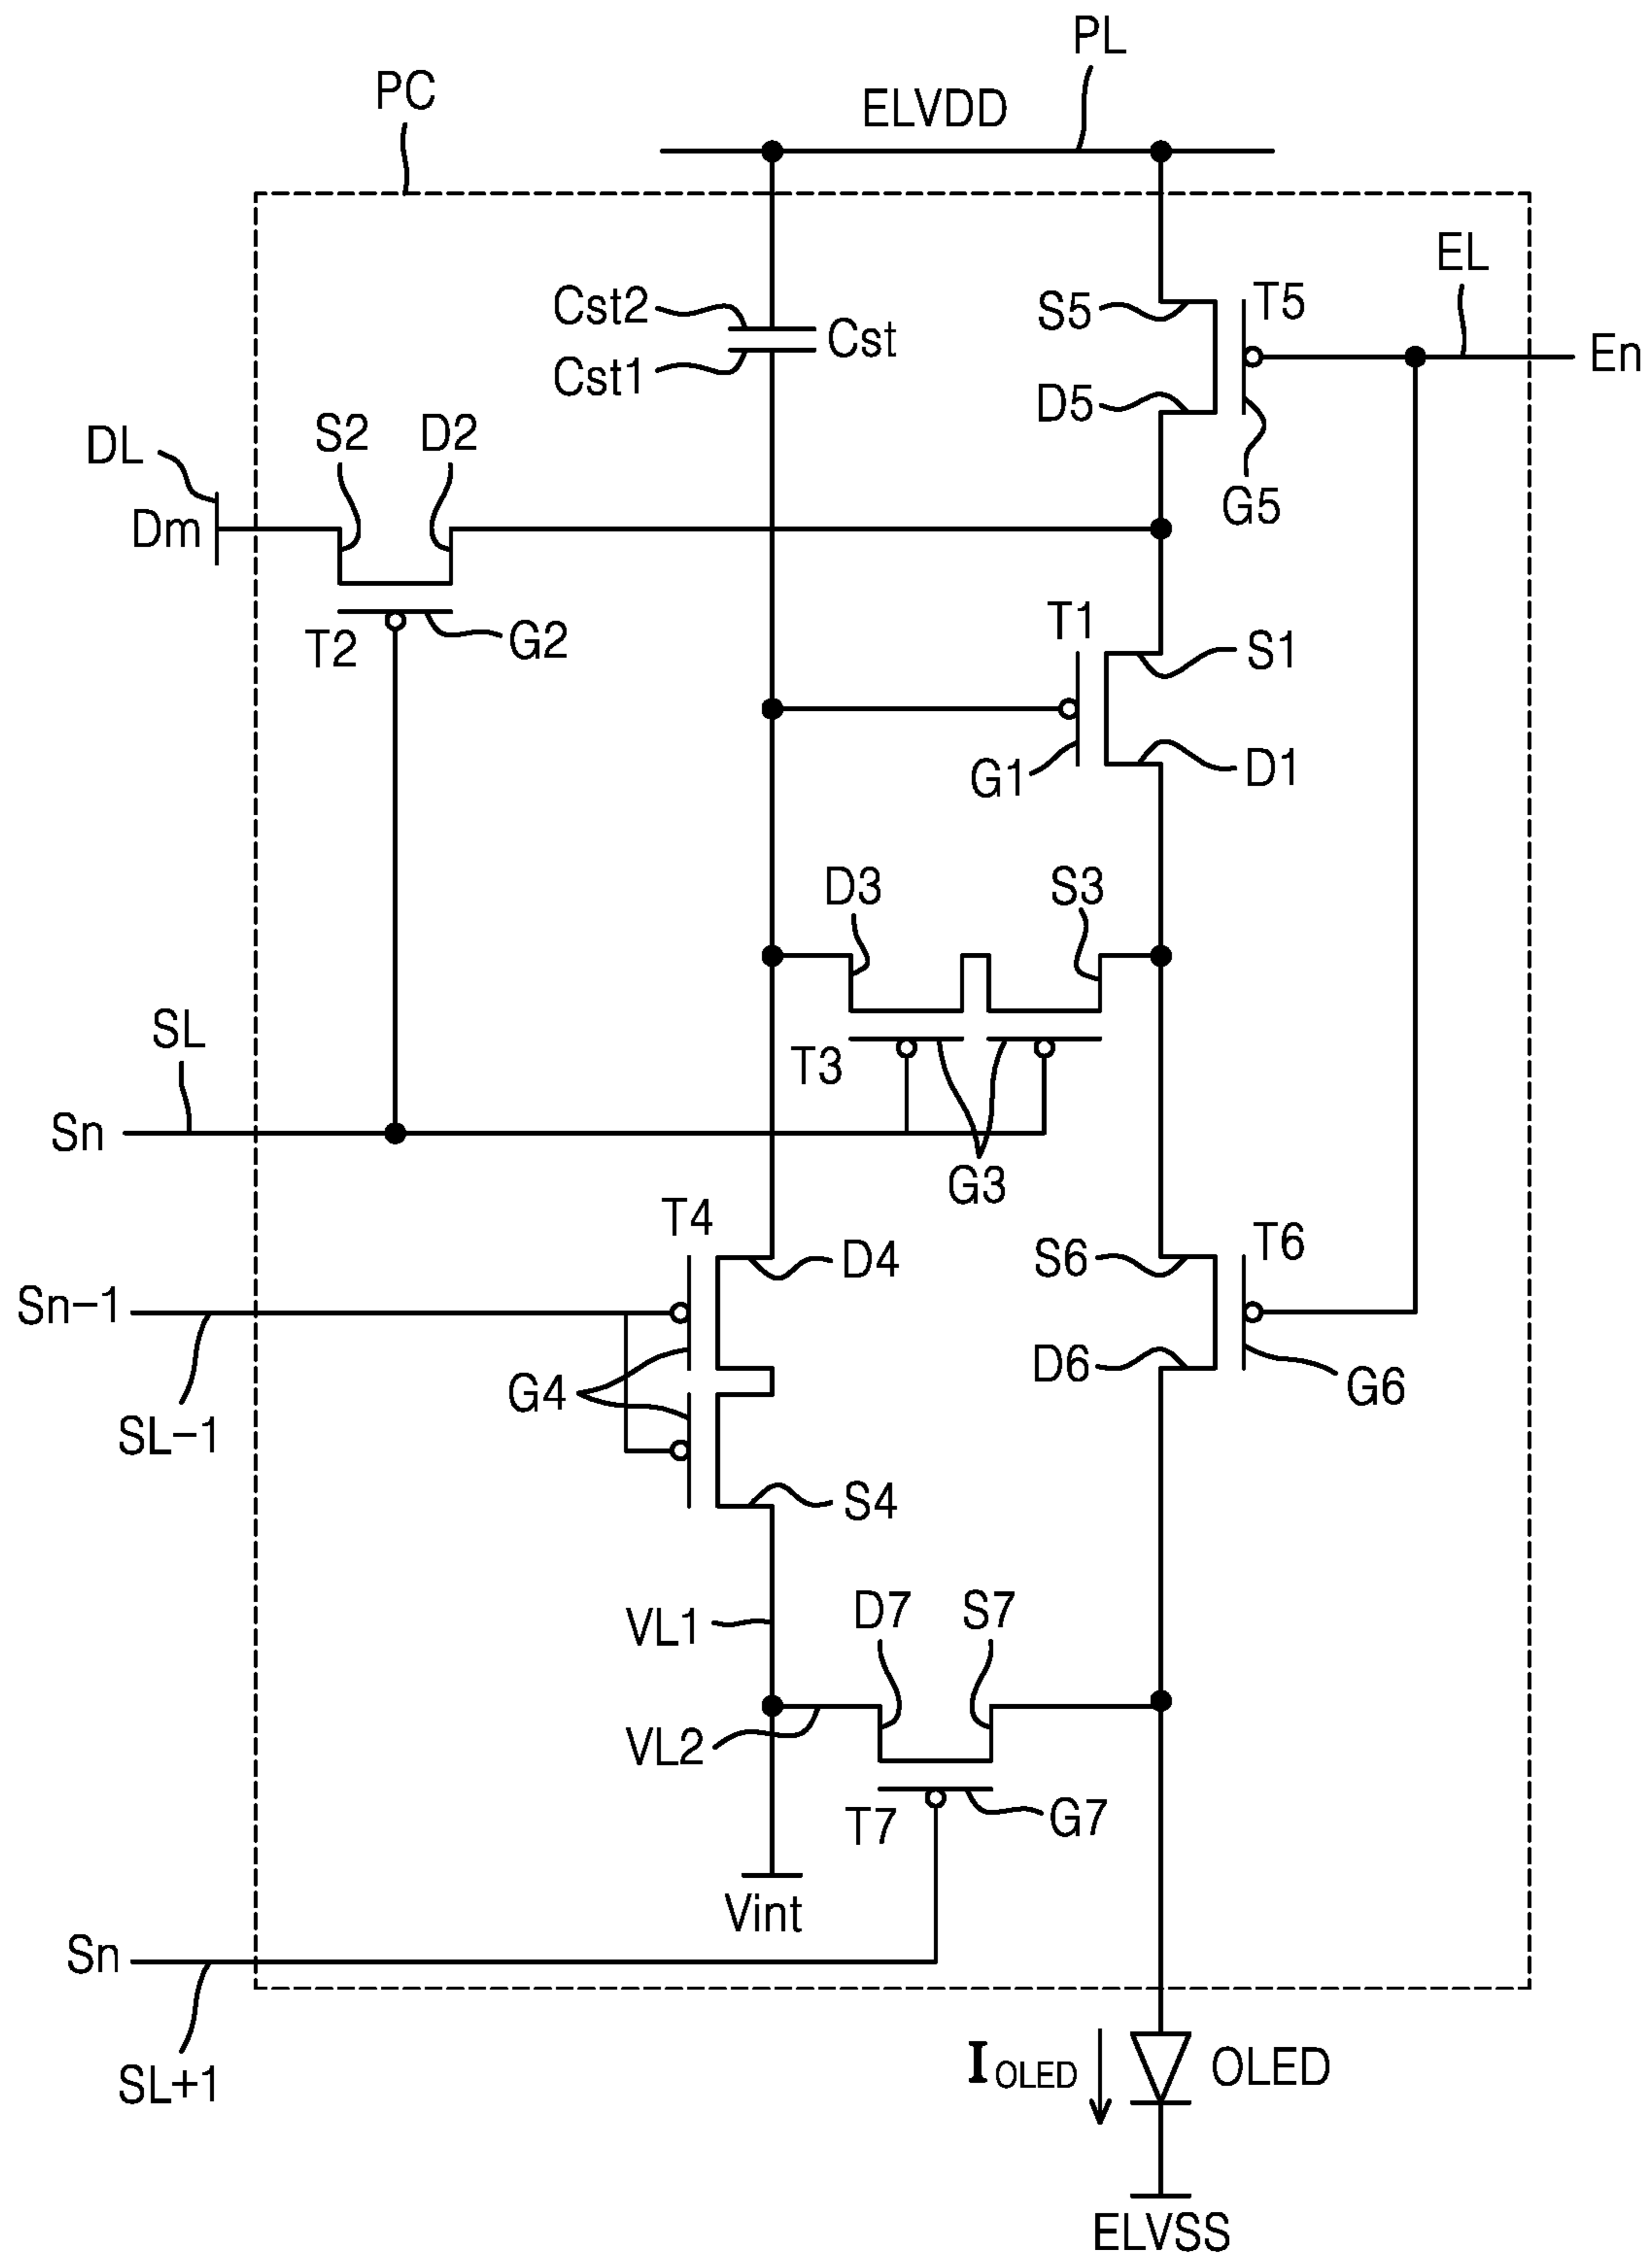 PL
PC
ELVDD
EL
Cst2
Cst
Cst1
S5
T5
En
D5
G5
S2
D2
DL
Dm
T2
G2
T1
S1
G1
D1
D3
S3
SL
T3
Sn
G3
T4
D4
S6
T6
Sn-1
G4
D6
G6
SL-1
S4
VL1
D7
S7
VL2
T7
G7
Vint
Sn
SL+1
IOLED
OLED
ELVSS